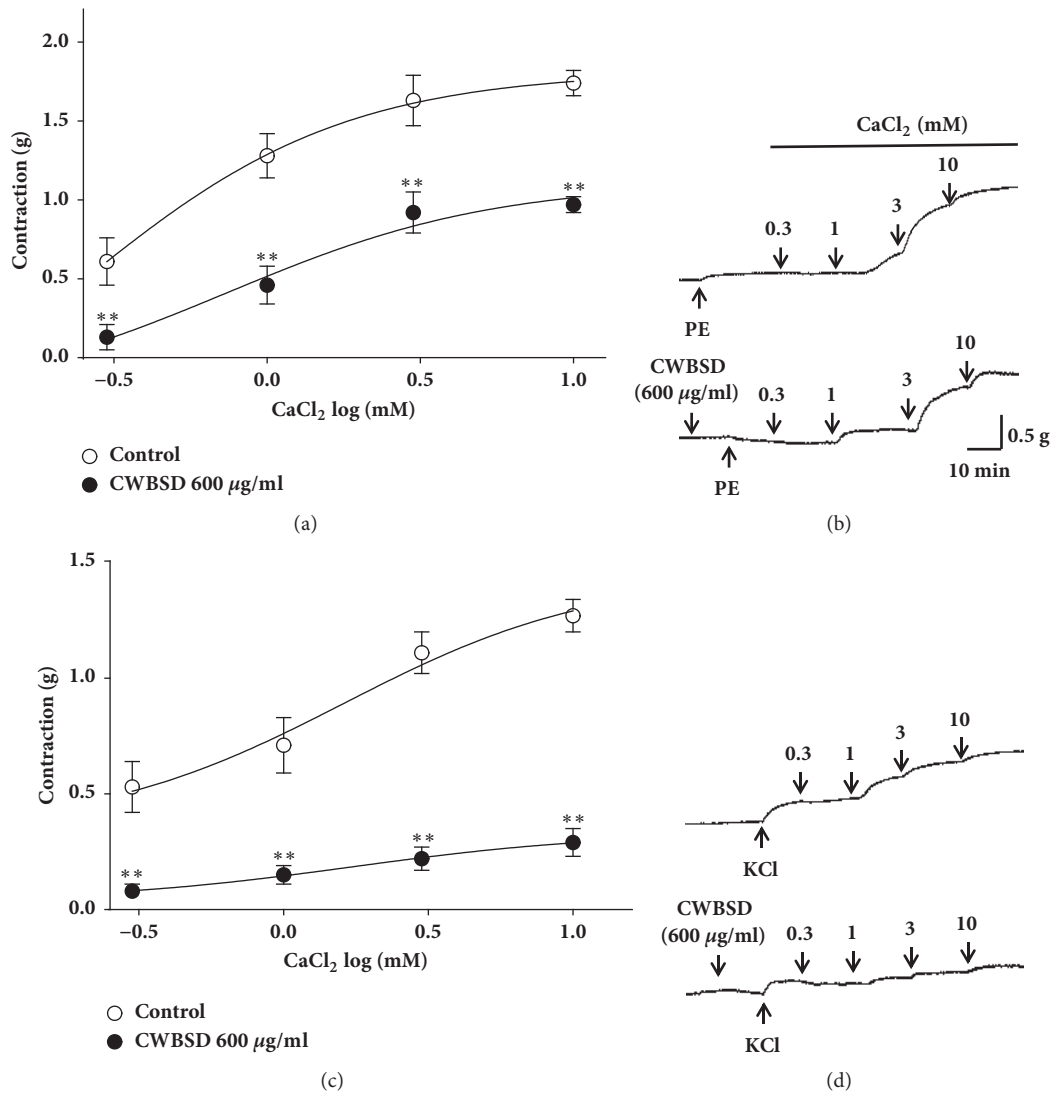 2.0
1.5
1.0
0.5
0.0
Contraction (g)
**
**
**
**
−0.5 0.0 0.5 1.0
CaCl₂ log (mM)
Control
CWBSD 600 μg/ml
(a)
CaCl₂ (mM)
0.3 1 3 10
PE
CWBSD
(600 μg/ml)
0.3 1 3 10
PE
0.5 g
10 min
(b)
1.5
1.0
0.5
0.0
Contraction (g)
**
**
**
**
−0.5 0.0 0.5 1.0
CaCl₂ log (mM)
Control
CWBSD 600 μg/ml
(c)
0.3 1 3 10
KCl
CWBSD
(600 μg/ml)
0.3 1 3 10
KCl
(d)